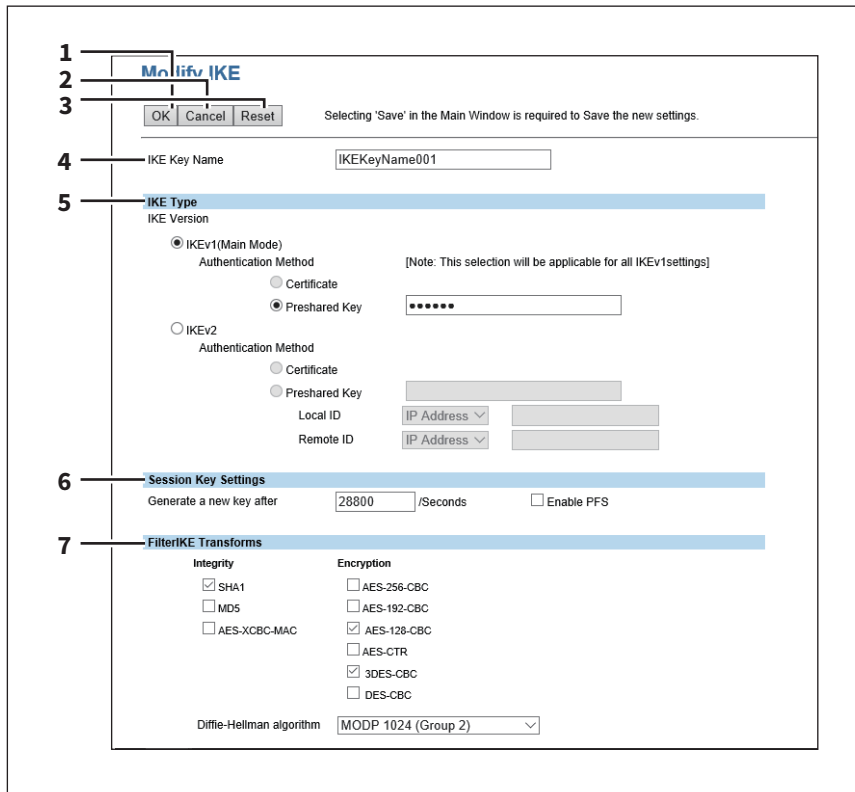 1
Modify IKE
2
3
OK Cancel Reset Selecting 'Save' in the Main Window is required to Save the new settings.
4 IKE Key Name IKEKeyName001
5 IKE Type
IKE Version
IKEv1(Main Mode)
Authentication Method [Note: This selection will be applicable for all IKEv1settings]
Certificate
Preshared Key ••••••
IKEv2
Authentication Method
Certificate
Preshared Key
Local ID IP Address
Remote ID IP Address
6 Session Key Settings
Generate a new key after 28800 /Seconds Enable PFS
7 FilterIKE Transforms
Integrity Encryption
SHA1 AES-256-CBC
MD5 AES-192-CBC
AES-XCBC-MAC AES-128-CBC
AES-CTR
3DES-CBC
DES-CBC
Diffie-Hellman algorithm MODP 1024 (Group 2)